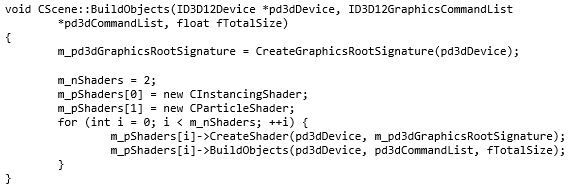 void CScene::BuildObjects(ID3D12Device *pd3dDevice, ID3D12GraphicsCommandList
        *pd3dCommandList, float fTotalSize)
{
        m_pd3dGraphicsRootSignature = CreateGraphicsRootSignature(pd3dDevice);

        m_nShaders = 2;
        m_pShaders[0] = new CInstancingShader;
        m_pShaders[1] = new CParticleShader;
        for (int i = 0; i < m_nShaders; ++i) {
                m_pShaders[i]->CreateShader(pd3dDevice, m_pd3dGraphicsRootSignature);
                m_pShaders[i]->BuildObjects(pd3dDevice, pd3dCommandList, fTotalSize);
        }
}